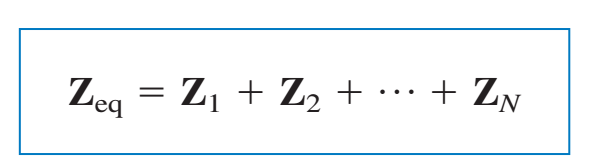 Z_eq = Z_1 + Z_2 + ⋯ + Z_N